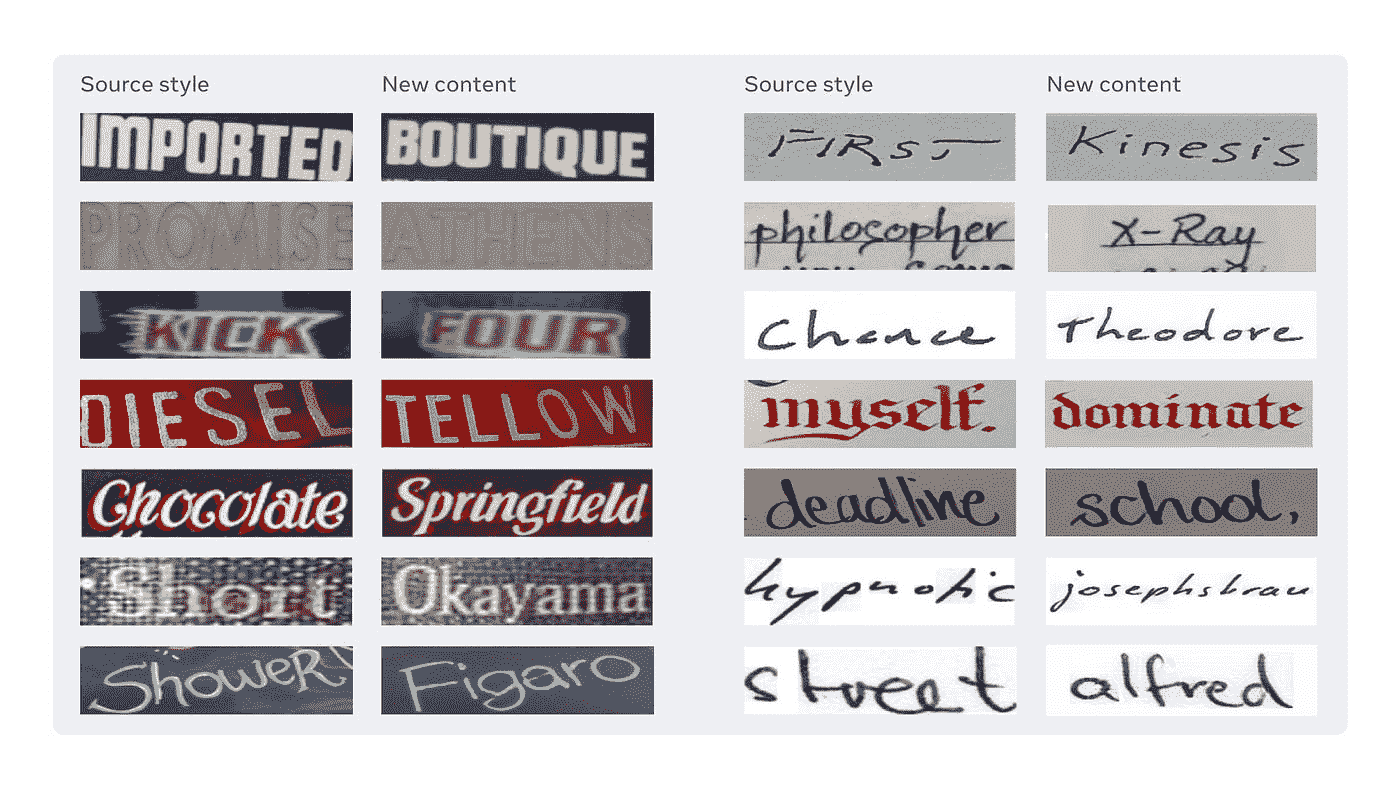 Source style New content Source style New content
IMPORTED BOUTIQUE FIRST Kinesis
PROMISE ATHENS philosopher X-Ray
KICK FOUR Chance Theodore
DIESEL TELLOW myself. dominate
Chocolate Springfield deadline school,
Short Okayama hypnotic josephsbrau
ShoweR Figaro street alfred